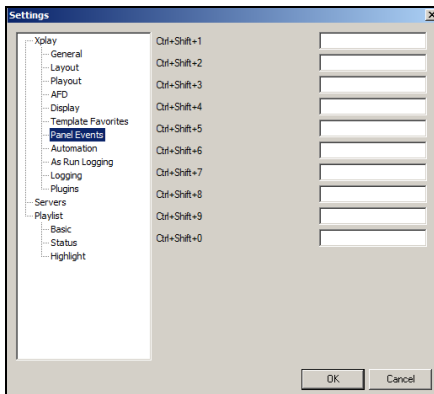 Settings
Xplay
General
Layout
Playout
AFD
Display
Template Favorites
Panel Events
Automation
As Run Logging
Logging
Plugins
Servers
Playlist
Basic
Status
Highlight
Ctrl+Shift+1
Ctrl+Shift+2
Ctrl+Shift+3
Ctrl+Shift+4
Ctrl+Shift+5
Ctrl+Shift+6
Ctrl+Shift+7
Ctrl+Shift+8
Ctrl+Shift+9
Ctrl+Shift+0
OK Cancel